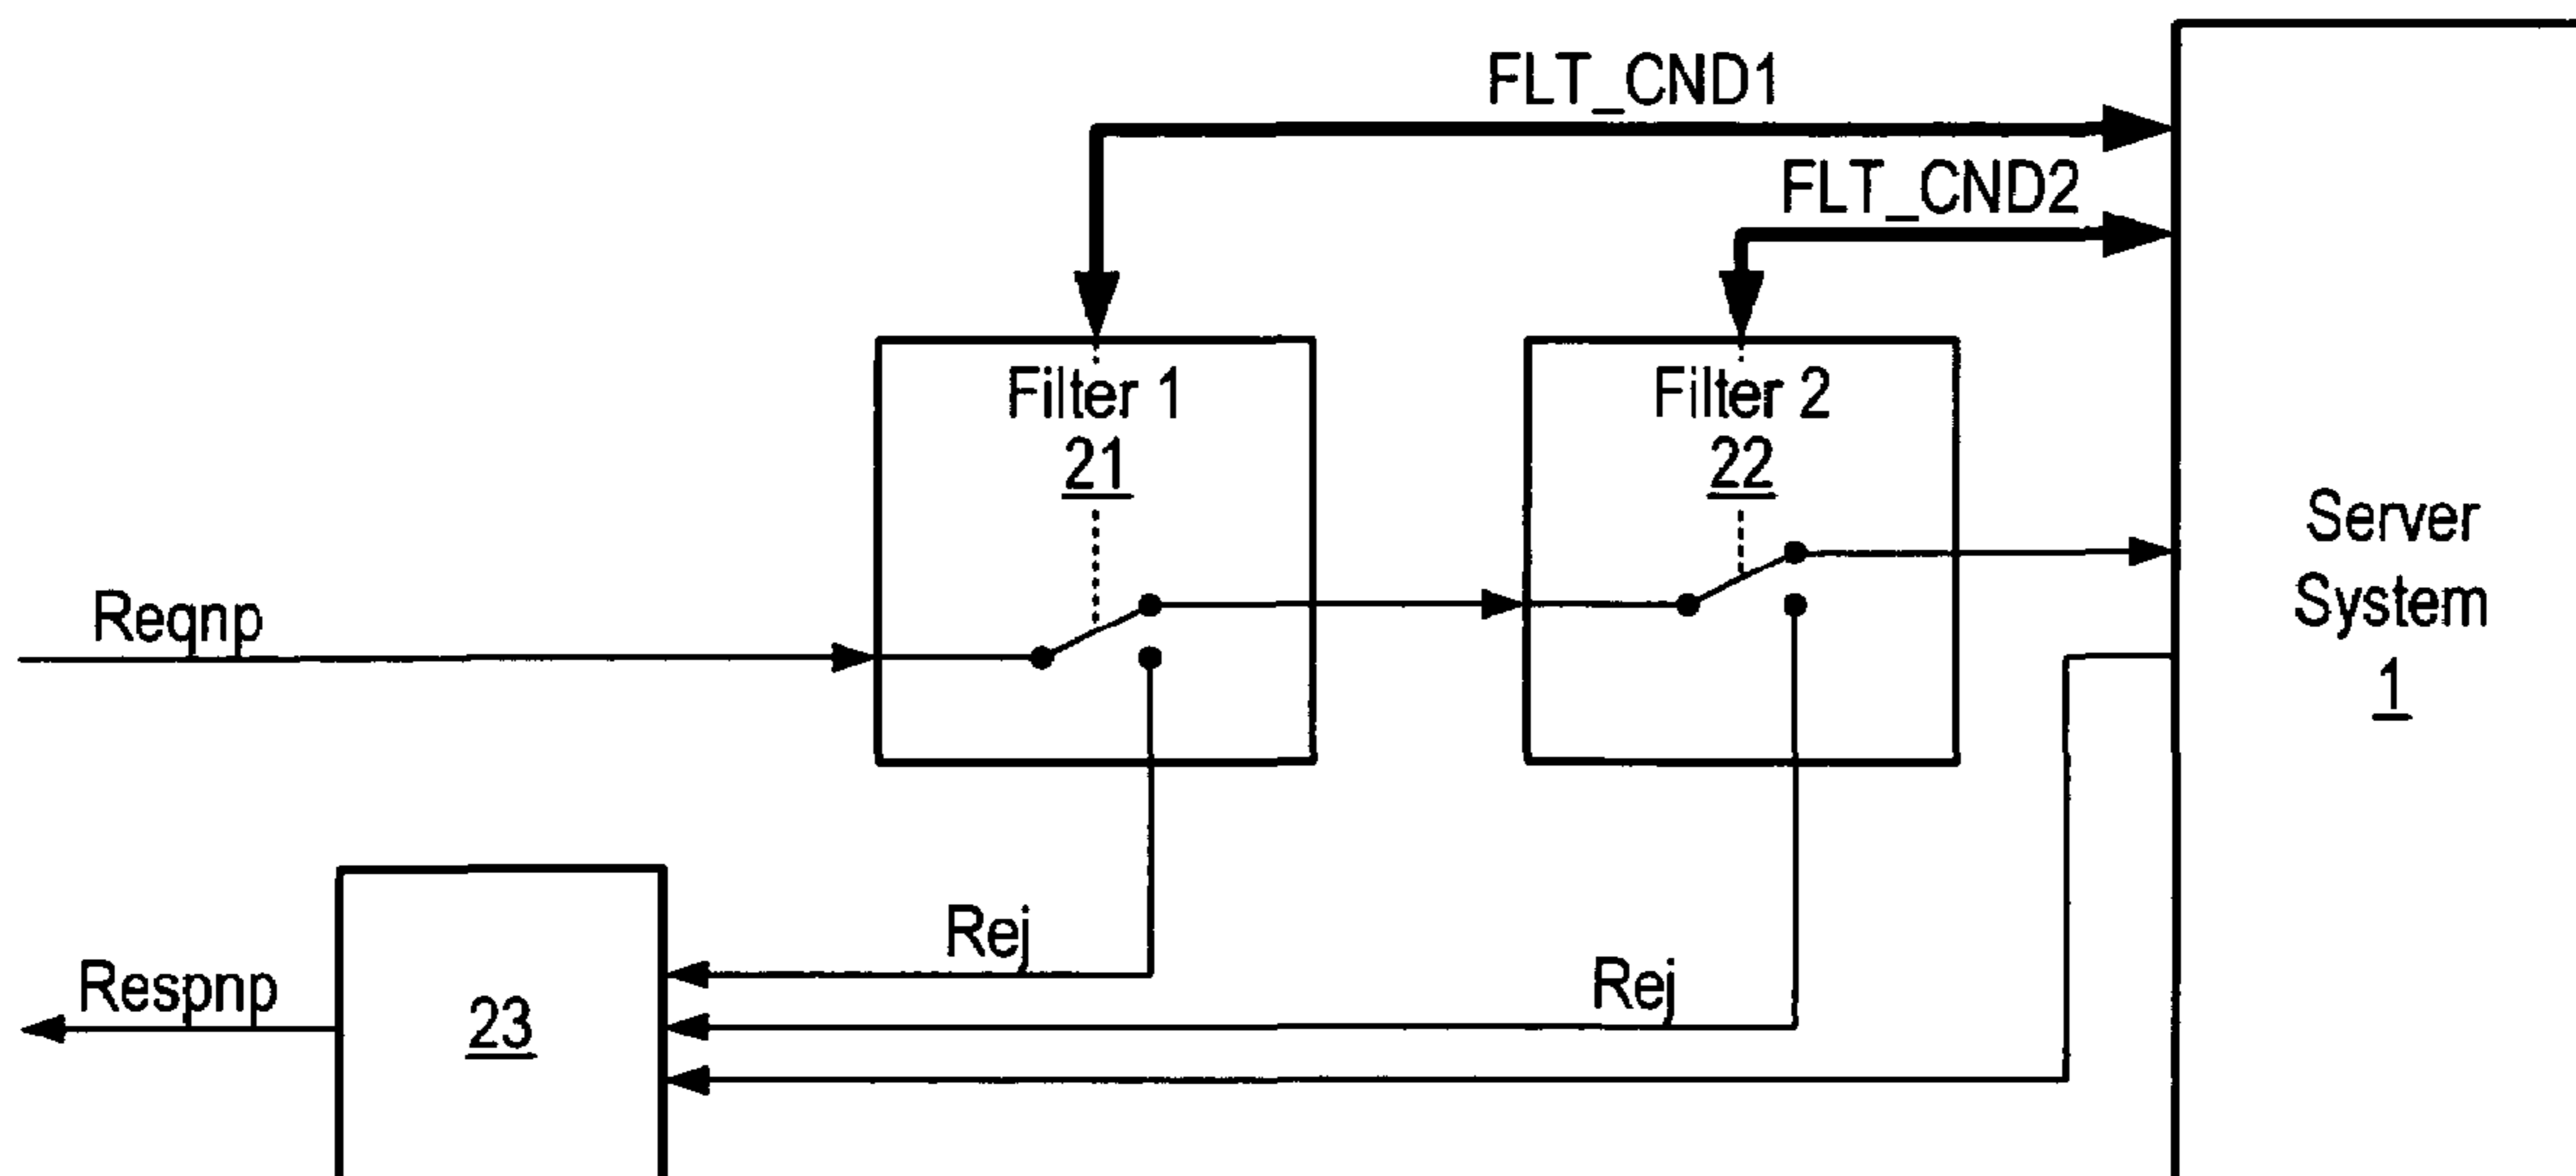 FLT_CND1
FLT_CND2
Filter 1
21
Filter 2
22
Server
System
1
Reqnp
Rej
Rej
Respnp
23